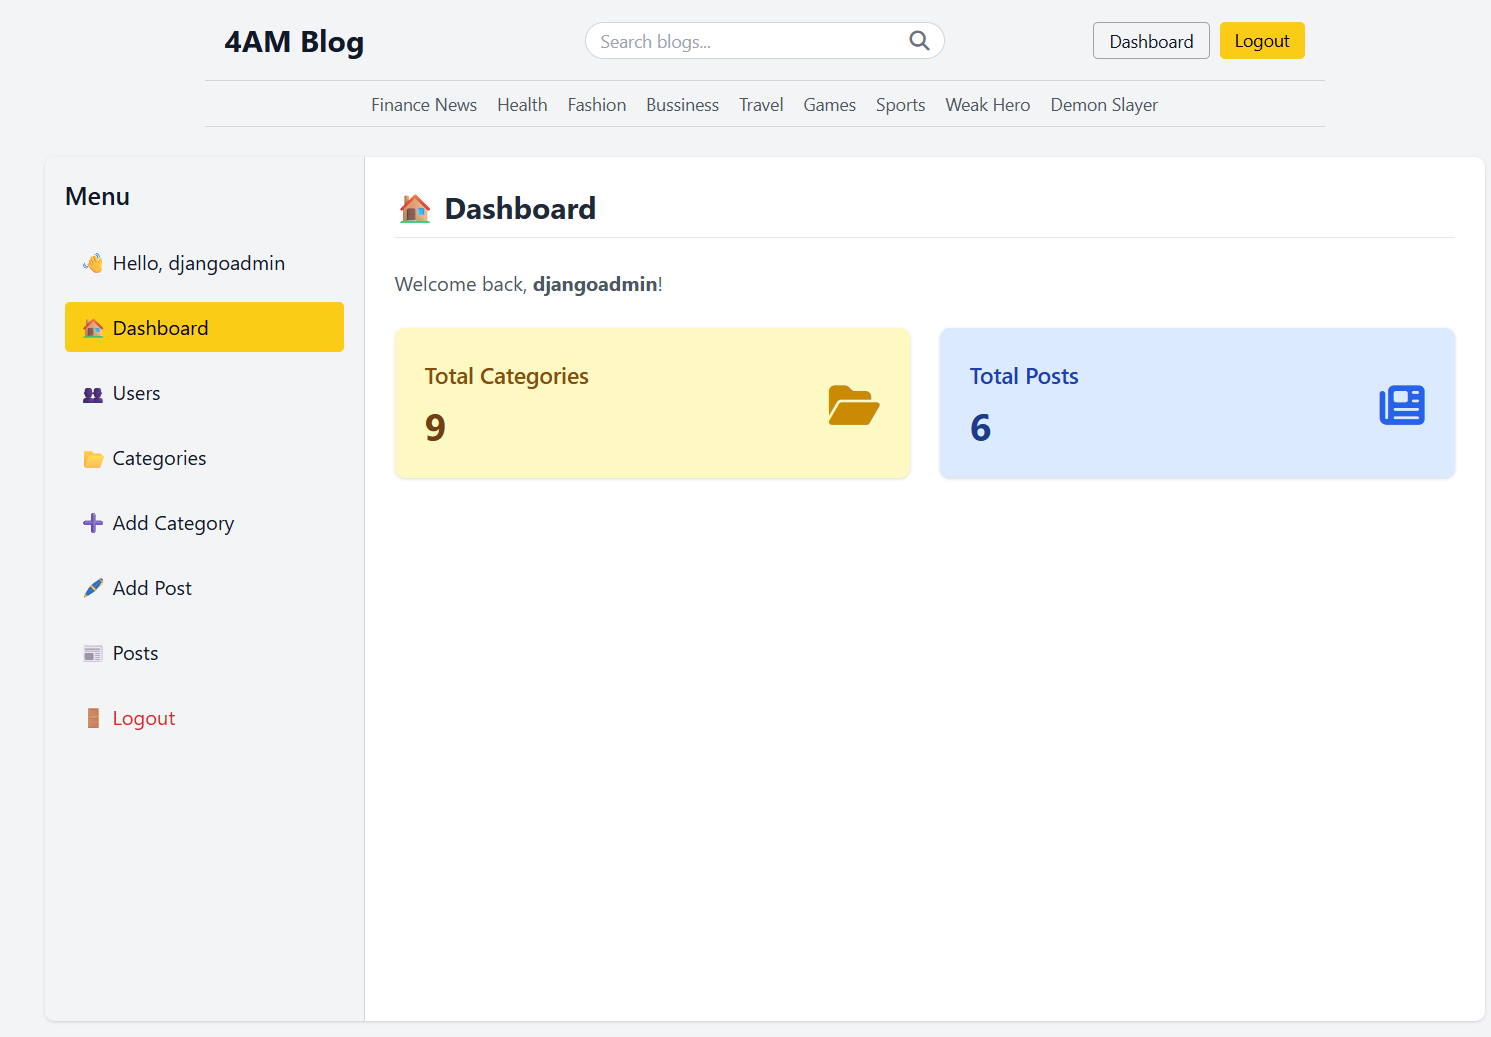 4AM Blog
Search blogs...
Dashboard
Logout
Finance News Health Fashion Bussiness Travel Games Sports Weak Hero Demon Slayer
Menu
Hello, djangoadmin
Dashboard
Users
Categories
Add Category
Add Post
Posts
Logout
Dashboard
Welcome back, djangoadmin!
Total Categories
9
Total Posts
6